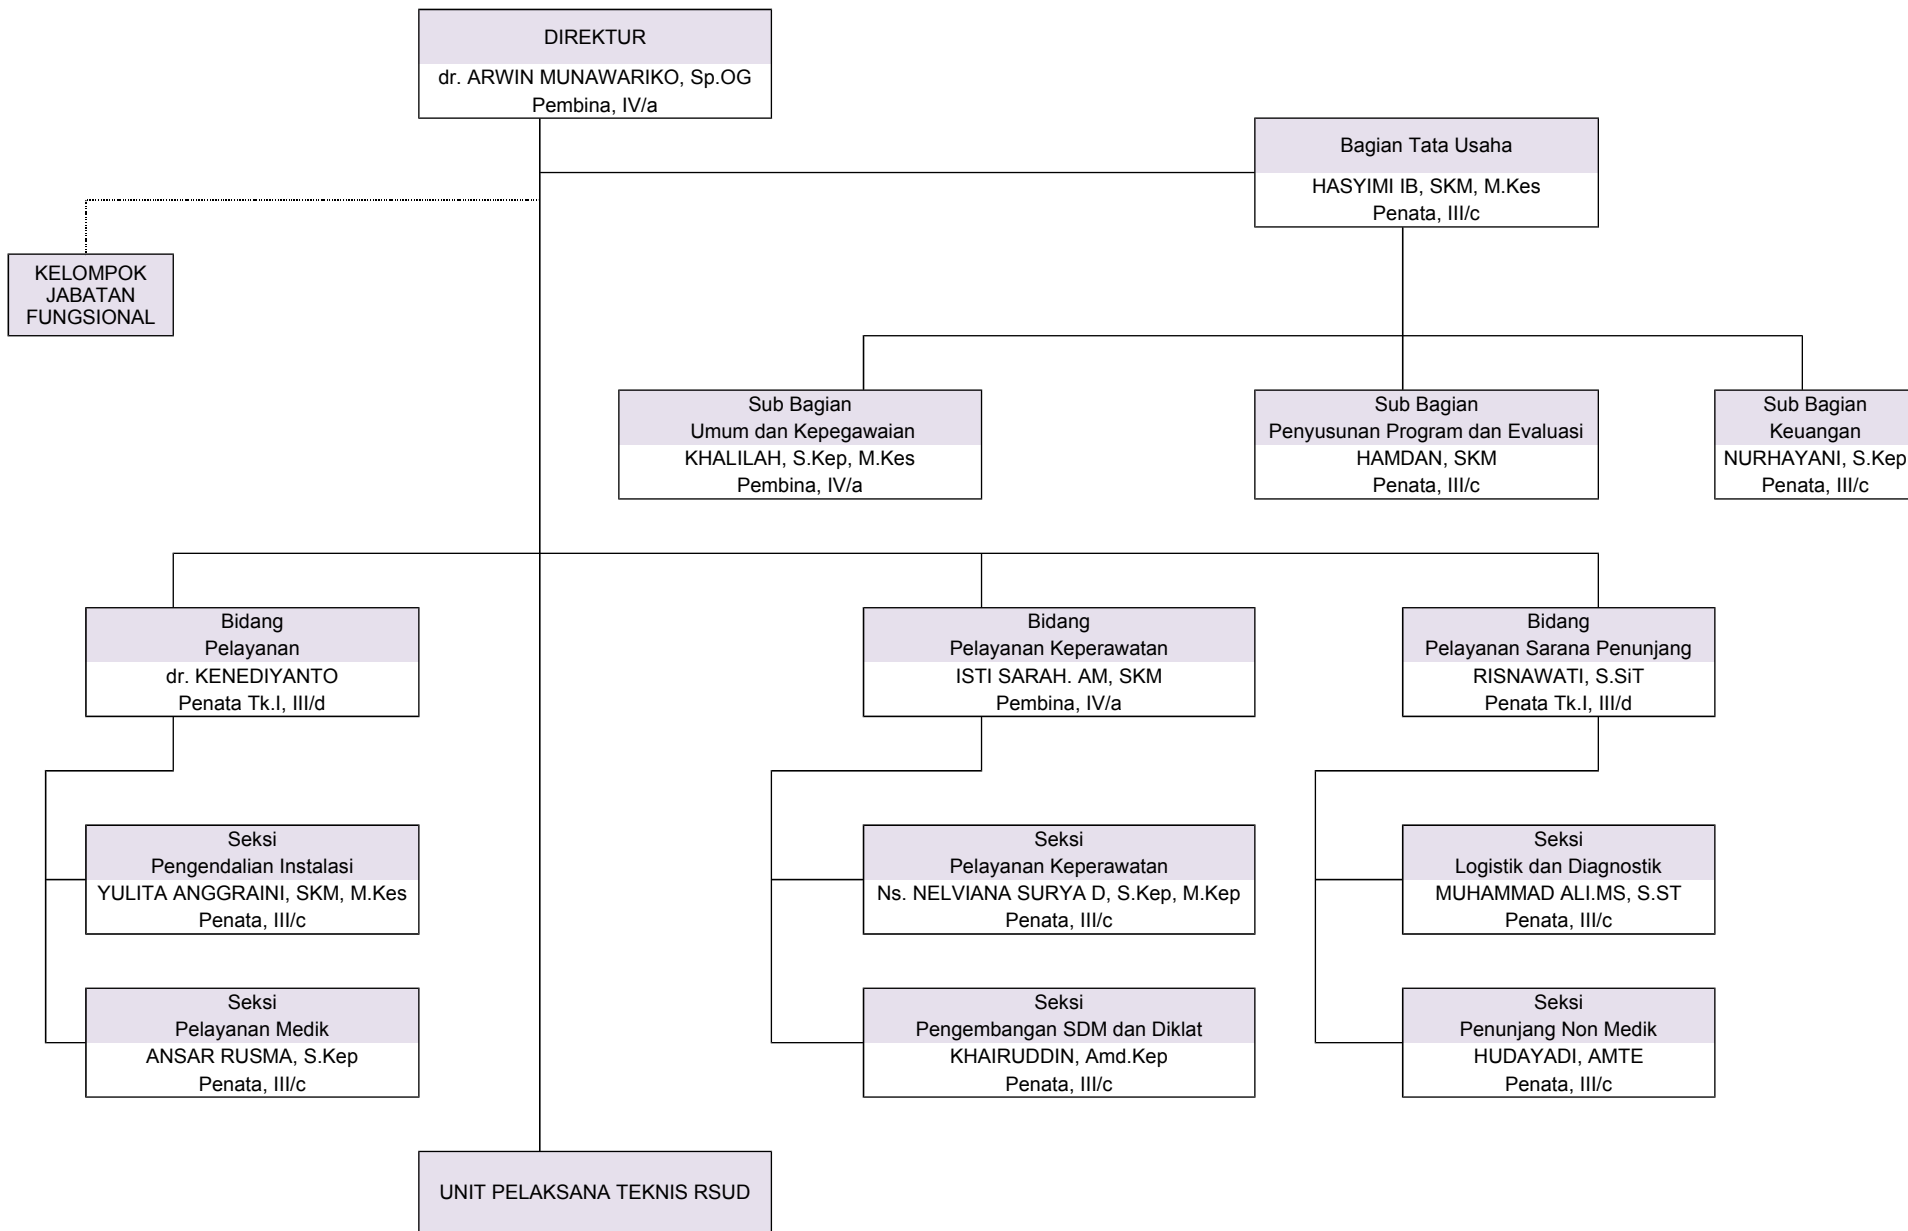 DIREKTUR
dr. ARWIN MUNAWARIKO, Sp.OG
Pembina, IV/a
Bagian Tata Usaha
HASYIMI IB, SKM, M.Kes
Penata, III/c
KELOMPOK
JABATAN
FUNGSIONAL
Sub Bagian
Umum dan Kepegawaian
KHALILAH, S.Kep, M.Kes
Pembina, IV/a
Sub Bagian
Penyusunan Program dan Evaluasi
HAMDAN, SKM
Penata, III/c
Sub Bagian
Keuangan
NURHAYANI, S.Kep
Penata, III/c
Bidang
Pelayanan
dr. KENEDIYANTO
Penata Tk.I, III/d
Bidang
Pelayanan Keperawatan
ISTI SARAH. AM, SKM
Pembina, IV/a
Bidang
Pelayanan Sarana Penunjang
RISNAWATI, S.SiT
Penata Tk.I, III/d
Seksi
Pengendalian Instalasi
YULITA ANGGRAINI, SKM, M.Kes
Penata, III/c
Seksi
Pelayanan Keperawatan
Ns. NELVIANA SURYA D, S.Kep, M.Kep
Penata, III/c
Seksi
Logistik dan Diagnostik
MUHAMMAD ALI.MS, S.ST
Penata, III/c
Seksi
Pelayanan Medik
ANSAR RUSMA, S.Kep
Penata, III/c
Seksi
Pengembangan SDM dan Diklat
KHAIRUDDIN, Amd.Kep
Penata, III/c
Seksi
Penunjang Non Medik
HUDAYADI, AMTE
Penata, III/c
UNIT PELAKSANA TEKNIS RSUD